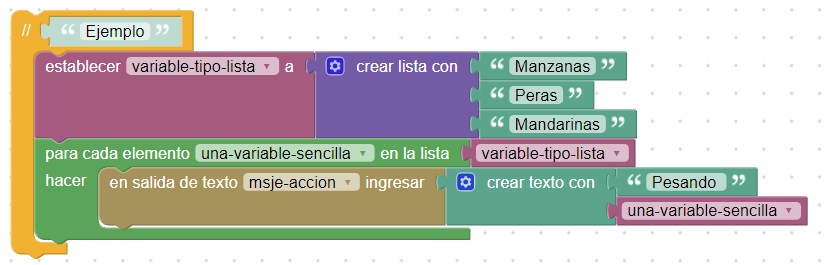 // “ Ejemplo ”
establecer variable-tipo-lista a crear lista con “ Manzanas ”
“ Peras ”
“ Mandarinas ”
para cada elemento una-variable-sencilla en la lista variable-tipo-lista
hacer en salida de texto msje-accion ingresar crear texto con “ Pesando ”
una-variable-sencilla